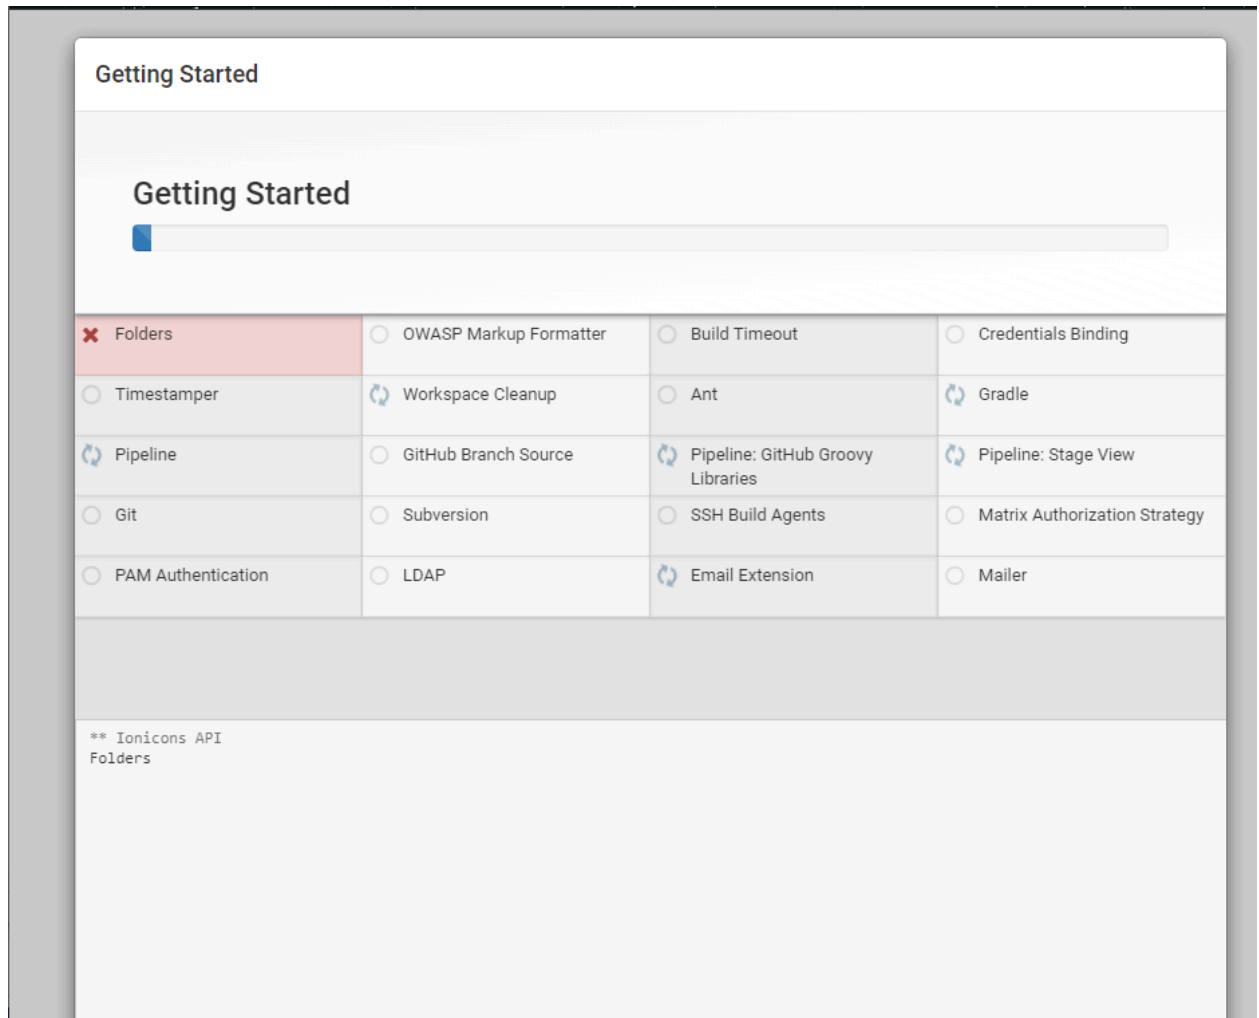 Getting Started
Getting Started
Folders
OWASP Markup Formatter
Build Timeout
Credentials Binding
Timestamper
Workspace Cleanup
Ant
Gradle
Pipeline
GitHub Branch Source
Pipeline: GitHub Groovy
Libraries
Pipeline: Stage View
Git
Subversion
SSH Build Agents
Matrix Authorization Strategy
PAM Authentication
LDAP
Email Extension
Mailer
** Ionicons API
Folders